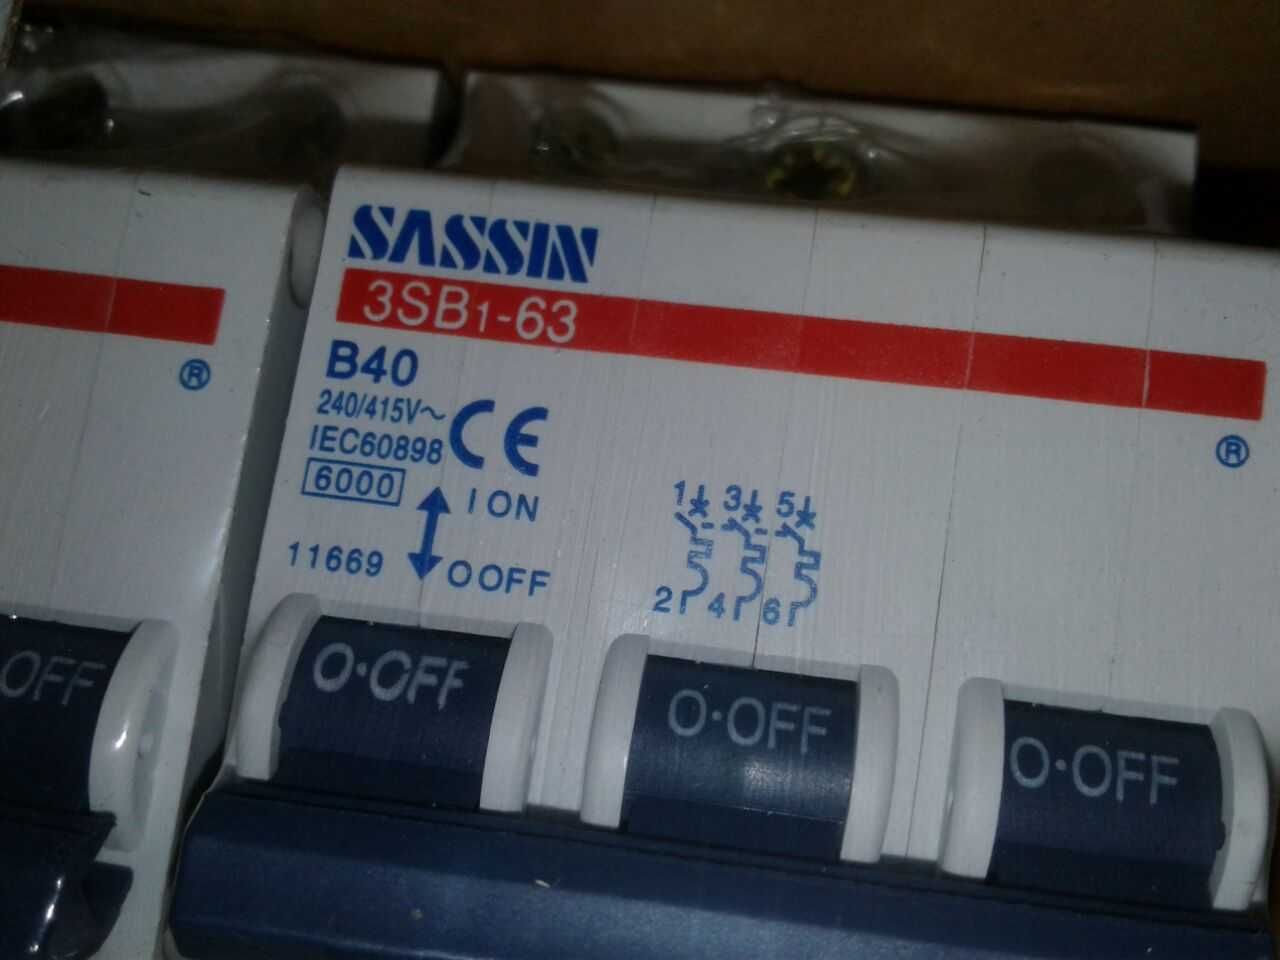 SASSIN
3SB1-63
®
®
B40
240/415V~
IEC60898
CE
6000
I ON
11669
O OFF
1 3 5
2 4 6
OFF
O·OFF
O·OFF
O·OFF